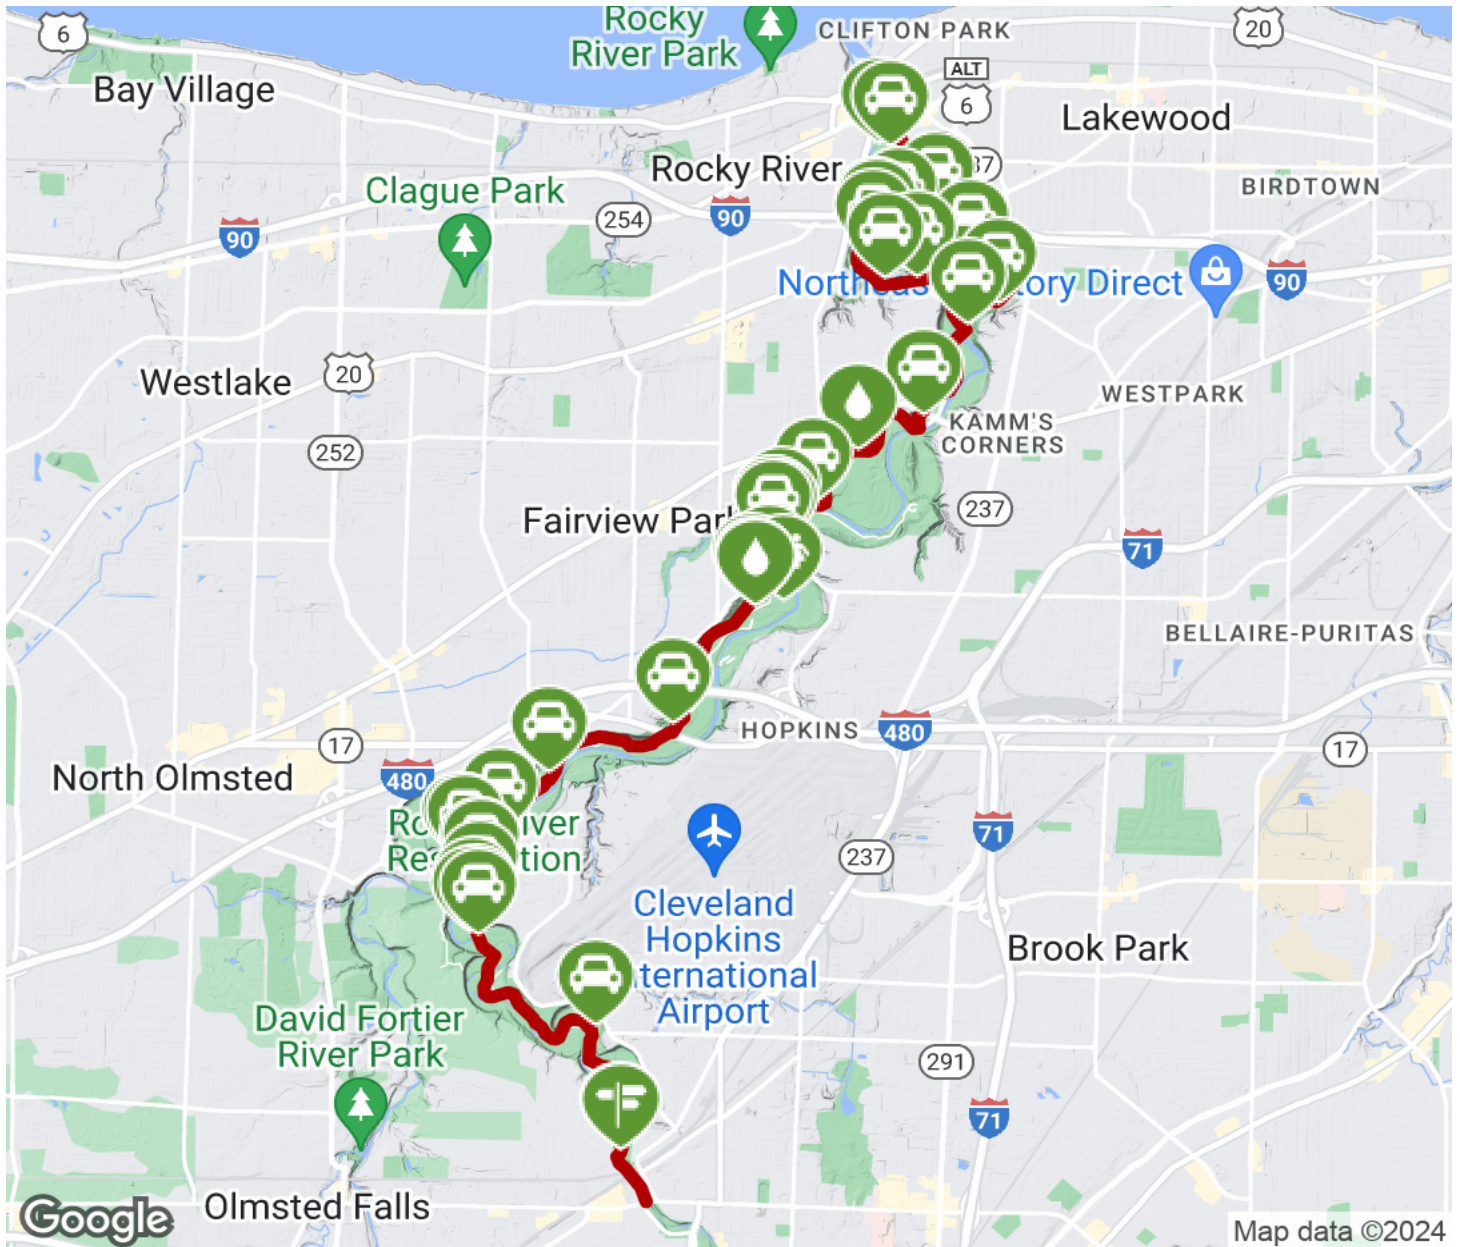 6
Rocky
River Park
CLIFTON PARK
20
Bay Village
ALT
6
Lakewood
Rocky River
37
BIRDTOWN
Clague Park
254
90
90
90
Westlake
20
WESTPARK
KAMM'S
CORNERS
252
Fairview Park
237
71
BELLAIRE-PURITAS
HOPKINS
480
17
17
North Olmsted
480
71
237
Cleveland
Hopkins
International
Airport
Brook Park
David Fortier
River Park
291
71
Olmsted Falls
Google
Map data ©2024